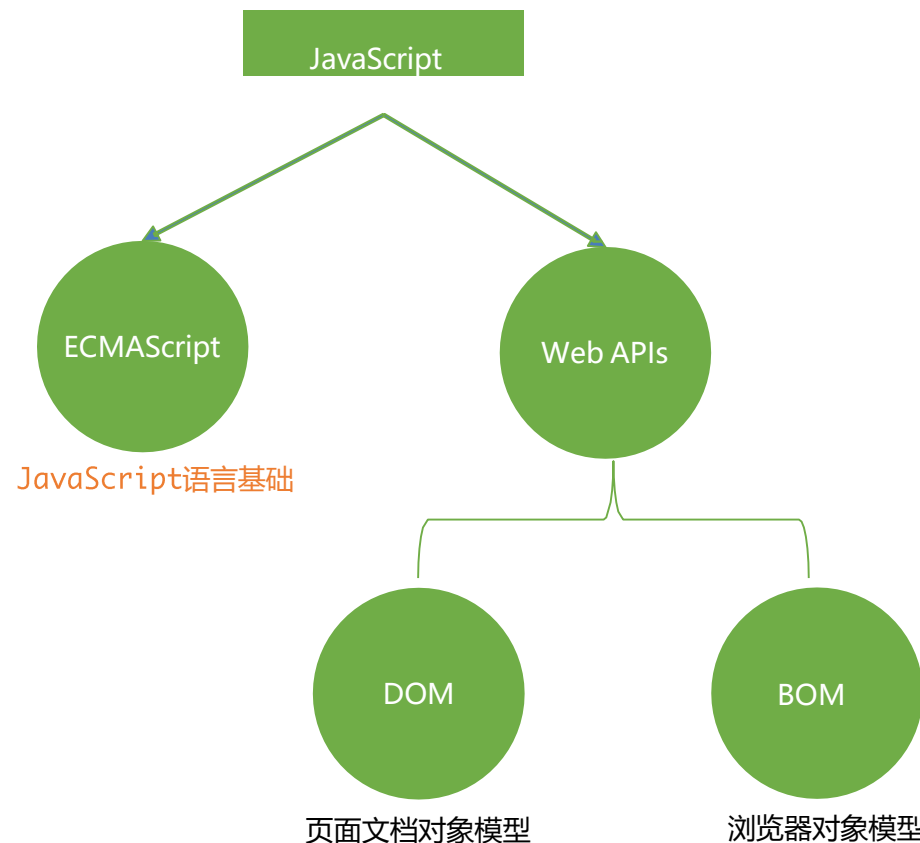 JavaScript
ECMAScript
Web APIs
JavaScript语言基础
DOM
BOM
页面文档对象模型
浏览器对象模型